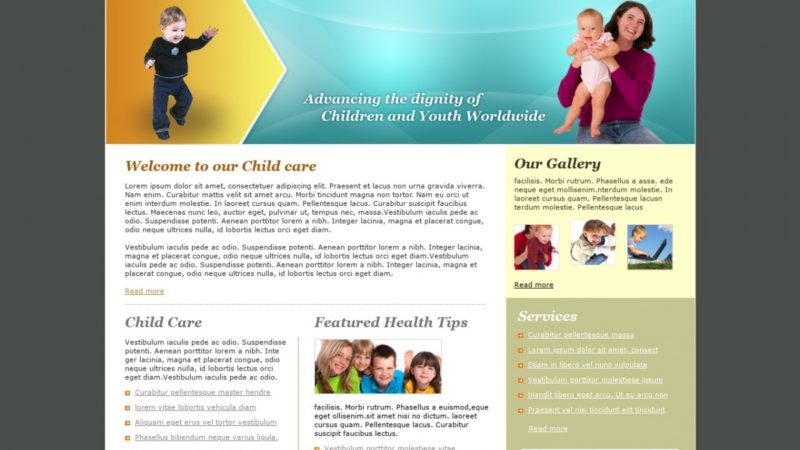 Advancing the dignity of
Children and Youth Worldwide
Welcome to our Child care
Lorem ipsum dolor sit amet, consectetuer adipiscing elit. Praesent et lacus non urna gravida viverra.
Nam enim. Curabitur mattis velit sit amet arcu. Morbi tincidunt magna non tortor. Nam eu orci ut
enim interdum molestie. In laoreet cursus quam. Pellentesque lacus. Curabitur suscipit faucibus
lectus. Maecenas nunc leo, auctor eget, pulvinar ut, tempus nec, massa.Vestibulum iaculis pede ac
odio. Suspendisse potenti. Aenean porttitor lorem a nibh. Integer lacinia, magna et placerat congue,
odio neque ultrices nulla, id lobortis lectus orci eget diam.
Vestibulum iaculis pede ac odio. Suspendisse potenti. Aenean porttitor lorem a nibh. Integer lacinia,
magna et placerat congue, odio neque ultrices nulla, id lobortis lectus orci eget diam.Vestibulum
iaculis pede ac odio. Suspendisse potenti. Aenean porttitor lorem a nibh. Integer lacinia, magna et
placerat congue, odio neque ultrices nulla, id lobortis lectus orci eget diam.
Read more
Child Care
Vestibulum iaculis pede ac odio. Suspendisse
potenti. Aenean porttitor lorem a nibh. Inte
ger lacinia, magna et placerat congue, odio
neque ultrices nulla, id lobortis lectus orci
eget diam.Vestibulum iaculis pede ac odio.
Curabitur pellentesque master hendre
lorem vitae lobortis vehicula diam
Aliquam eget eros vel tortor vestibulum
Phasellus bibendum neque varius ligula.
Featured Health Tips
facilisis. Morbi rutrum. Phasellus a euismod,eque
eget ollisenim.sit amet nisi no dictum. laoreet
cursus quam. Pellentesque lacus. Curabitur
suscipit faucibus lectus.
Vestibulum porttitor molestiese vitae
Our Gallery
facilisis. Morbi rutrum. Phasellus a assa. ede
neque eget mollisenim.nterdum molestie. In
laoreet cursus quam. Pellentesque lacusn
terdum molestie. Pellentesque lacus
Read more
Services
Curabitur pellentesque massa
Lorem ipsum dolor sit amet, consect
Etiam in libero vel nunc vulputate
Vestibulum porttitor molestiese ipsum
blandit libero eget arcu. Ut eu arcu non
Praesent vel nisi tincidunt elit tincidunt
Read more